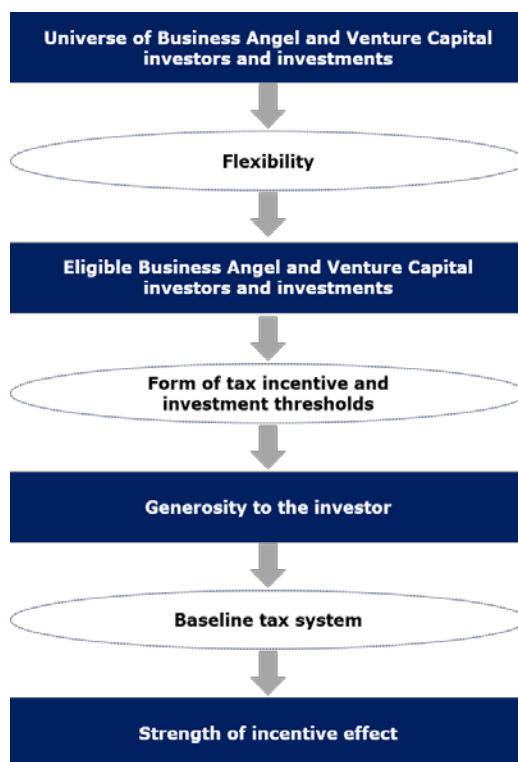 Universe of Business Angel and Venture Capital
investors and investments
Flexibility
Eligible Business Angel and Venture Capital
investors and investments
Form of tax incentive and
investment thresholds
Generosity to the investor
Baseline tax system
Strength of incentive effect